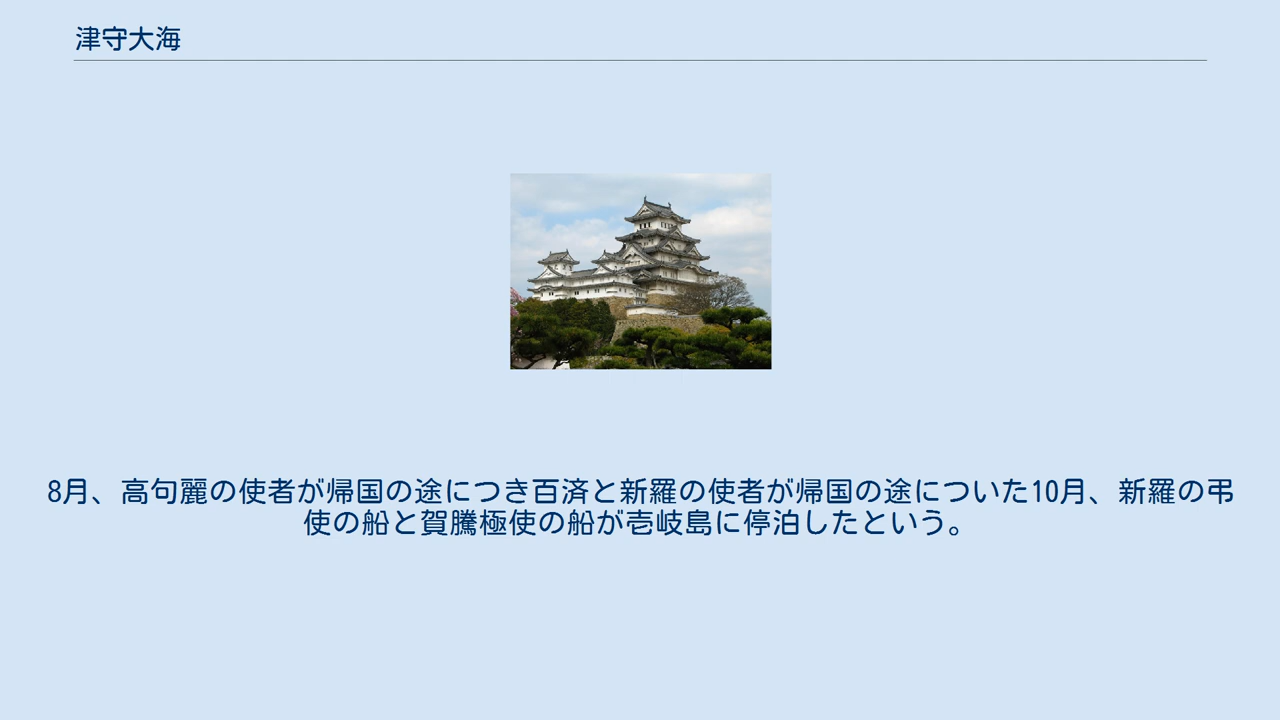 津守大海
8月、高句麗の使者が帰国の途につき百済と新羅の使者が帰国の途についた10月、新羅の弔
使の船と賀騰極使の船が壱岐島に停泊したという。